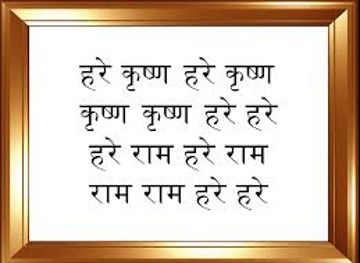 हरे कृष्ण हरे कृष्ण
कृष्ण कृष्ण हरे हरे
हरे राम हरे राम
राम राम हरे हरे